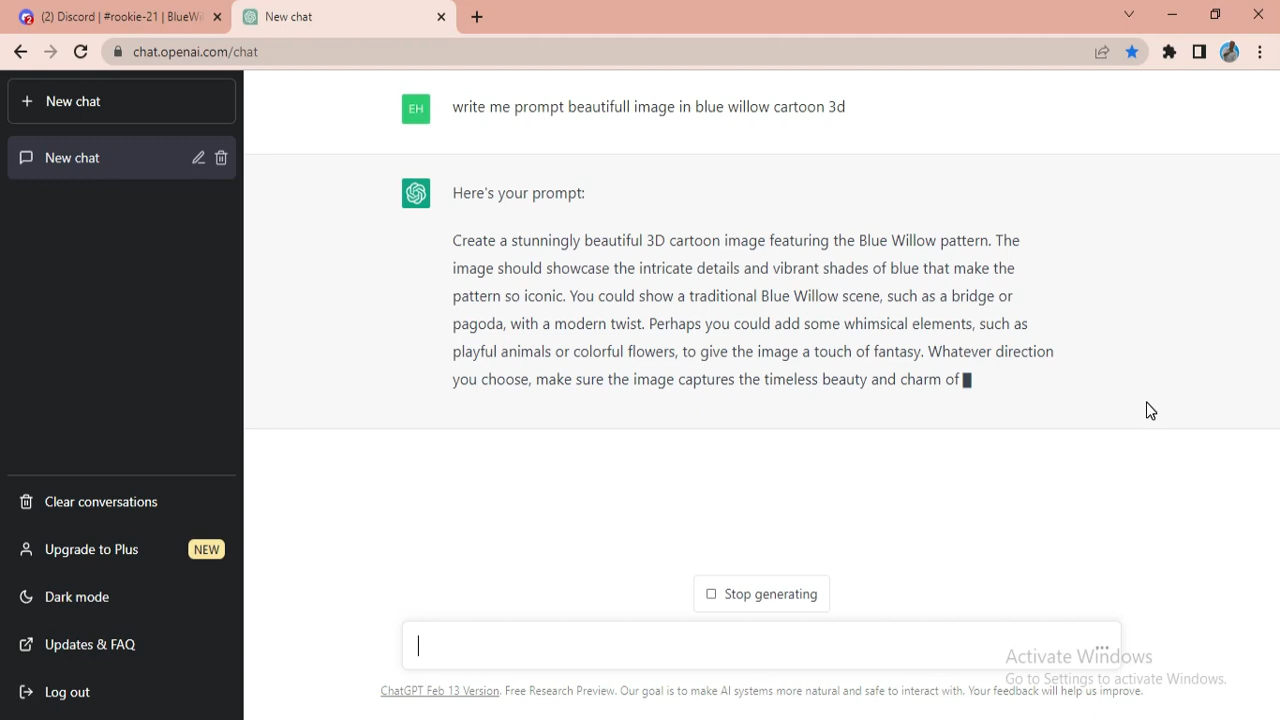 (2) Discord | #rookie-21 | BlueWi
New chat
chat.openai.com/chat
New chat
New chat
EH
write me prompt beautifull image in blue willow cartoon 3d
Here's your prompt:
Create a stunningly beautiful 3D cartoon image featuring the Blue Willow pattern. The
image should showcase the intricate details and vibrant shades of blue that make the
pattern so iconic. You could show a traditional Blue Willow scene, such as a bridge or
pagoda, with a modern twist. Perhaps you could add some whimsical elements, such as
playful animals or colorful flowers, to give the image a touch of fantasy. Whatever direction
you choose, make sure the image captures the timeless beauty and charm of
Clear conversations
Upgrade to Plus NEW
Dark mode
Updates & FAQ
Log out
Stop generating
Activate Windows
Go to Settings to activate Windows.
ChatGPT Feb 13 Version. Free Research Preview. Our goal is to make AI systems more natural and safe to interact with. Your feedback will help us improve.